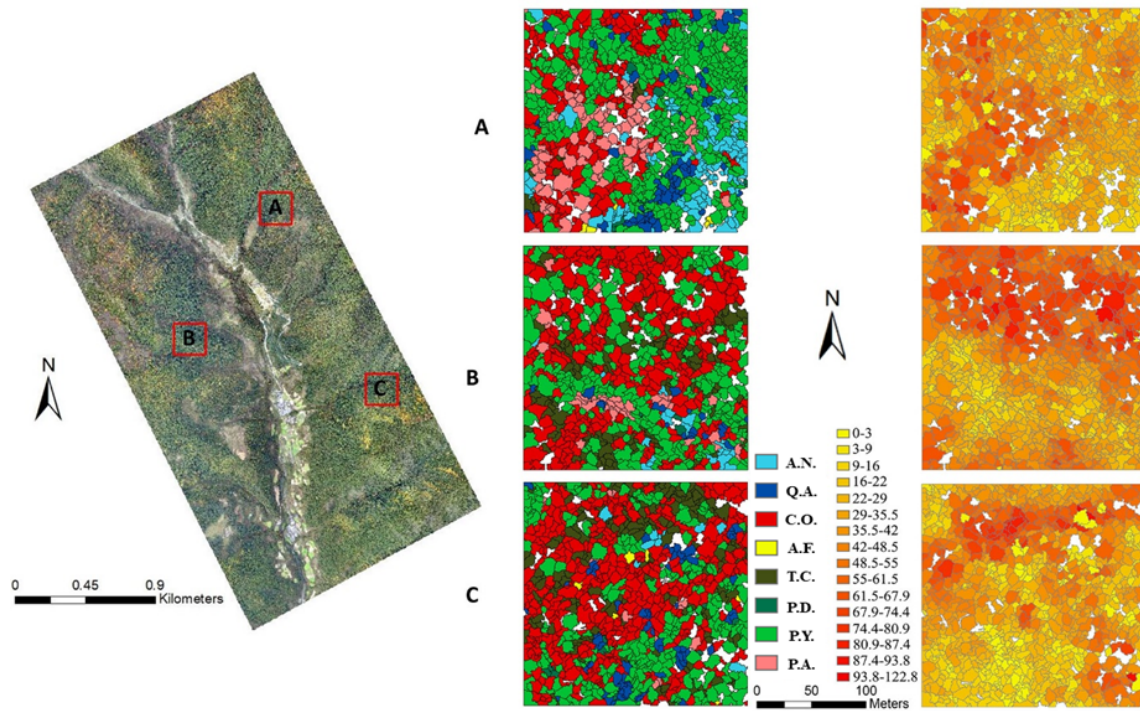 A
B
C
N
0 0.45 0.9
Kilometers
A
B
C
A.N.
Q.A.
C.O.
A.F.
T.C.
P.D.
P.Y.
P.A.
N
0-3
3-9
9-16
16-22
22-29
29-35.5
35.5-42
42-48.5
48.5-55
55-61.5
61.5-67.9
67.9-74.4
74.4-80.9
80.9-87.4
87.4-93.8
93.8-122.8
0 50 100
Meters